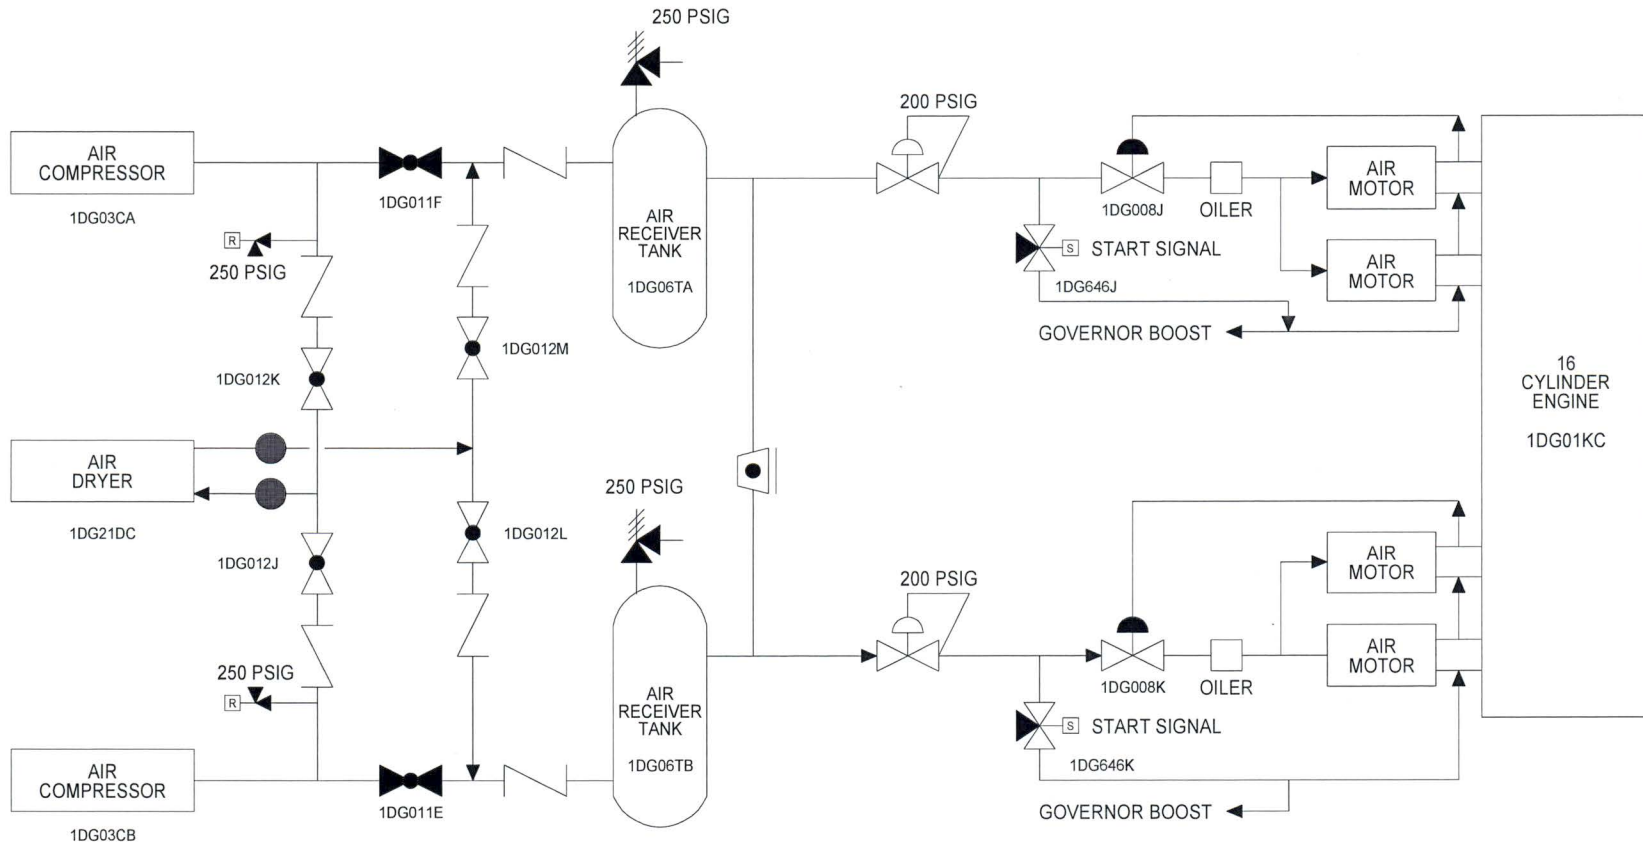 250 PSIG
200 PSIG
AIR
COMPRESSOR
1DG03CA
1DG011F
R
250 PSIG
AIR
RECEIVER
TANK
1DG06TA
1DG008J
OILER
AIR
MOTOR
S
START SIGNAL
1DG646J
AIR
MOTOR
GOVERNOR BOOST
1DG012K
1DG012M
16
CYLINDER
ENGINE
1DG01KC
AIR
DRYER
1DG21DC
1DG012J
1DG012L
250 PSIG
200 PSIG
AIR
MOTOR
250 PSIG
R
AIR
RECEIVER
TANK
1DG06TB
1DG008K
OILER
AIR
MOTOR
S
START SIGNAL
1DG646K
AIR
COMPRESSOR
1DG03CB
1DG011E
GOVERNOR BOOST